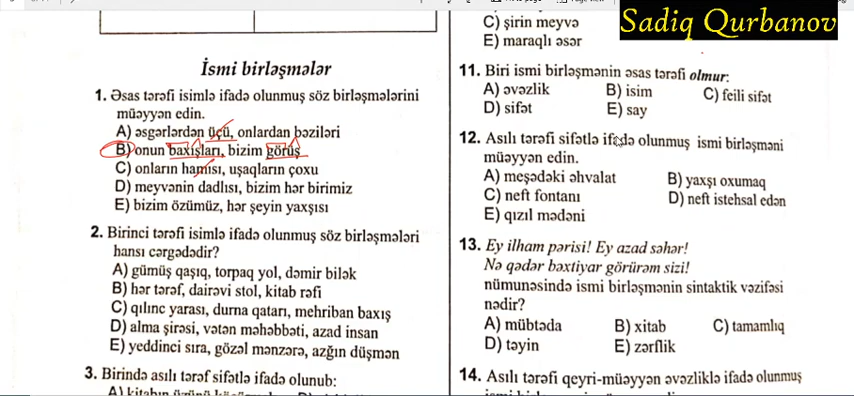 Sadiq Qurbanov
İsmi birləşmələr
1. Əsas tərəfi isimlə ifadə olunmuş söz birləşmələrini
müəyyən edin.
A) əsgərlərdən üçü, onlardan bəziləri
B) onun baxışları, bizim görüş
C) onların hamısı, uşaqların çoxu
D) meyvənin dadlısı, bizim hər birimiz
E) bizim özümüz, hər şeyin yaxşısı
2. Birinci tərəfi isimlə ifadə olunmuş söz birləşmələri
hansı cərgədədir?
A) gümüş qaşıq, torpaq yol, dəmir bilək
B) hər tərəf, dairəvi stol, kitab rəfi
C) qılınc yarası, durna qatarı, mehriban baxış
D) alma şirəsi, vətən məhəbbəti, azad insan
E) yeddinci sıra, gözəl mənzərə, azğın düşmən
3. Birində asılı tərəf sifətlə ifadə olunub:
C) şirin meyvə
E) maraqlı əsər
11. Biri ismi birləşmənin əsas tərəfi olmur:
A) əvəzlik B) isim C) feili sifət
D) sifət E) say
12. Asılı tərəfi sifətlə ifadə olunmuş ismi birləşməni
müəyyən edin.
A) meşədəki əhvalat B) yaxşı oxumaq
C) neft fontanı D) neft istehsal edən
E) qızıl mədəni
13. Ey ilham pərisi! Ey azad səhər!
Nə qədər bəxtiyar görürəm sizi!
nümunəsində ismi birləşmənin sintaktik vəzifəsi
nədir?
A) mübtəda B) xitab C) tamamlıq
D) təyin E) zərflik
14. Asılı tərəfi qeyri-müəyyən əvəzliklə ifadə olunmuş